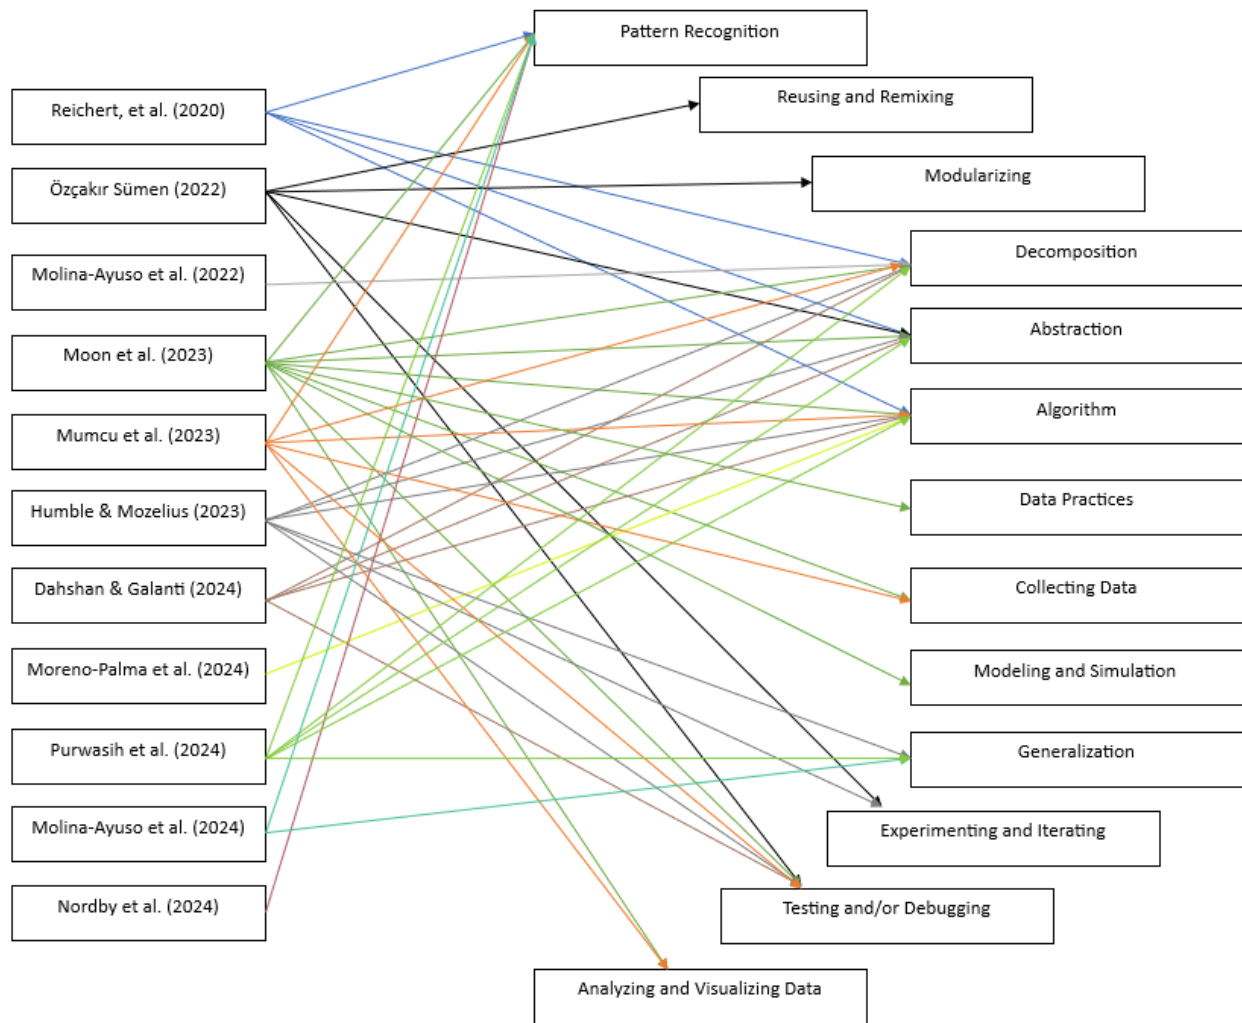 Pattern Recognition
Reusing and Remixing
Reichert, et al. (2020)
Modularizing
Özçakır Sümen (2022)
Decomposition
Molina-Ayuso et al. (2022)
Abstraction
Moon et al. (2023)
Algorithm
Mumcu et al. (2023)
Data Practices
Humble & Mozelius (2023)
Collecting Data
Dahshan & Galanti (2024)
Moreno-Palma et al. (2024)
Modeling and Simulation
Purwasih et al. (2024)
Generalization
Molina-Ayuso et al. (2024)
Experimenting and Iterating
Nordby et al. (2024)
Testing and/or Debugging
Analyzing and Visualizing Data